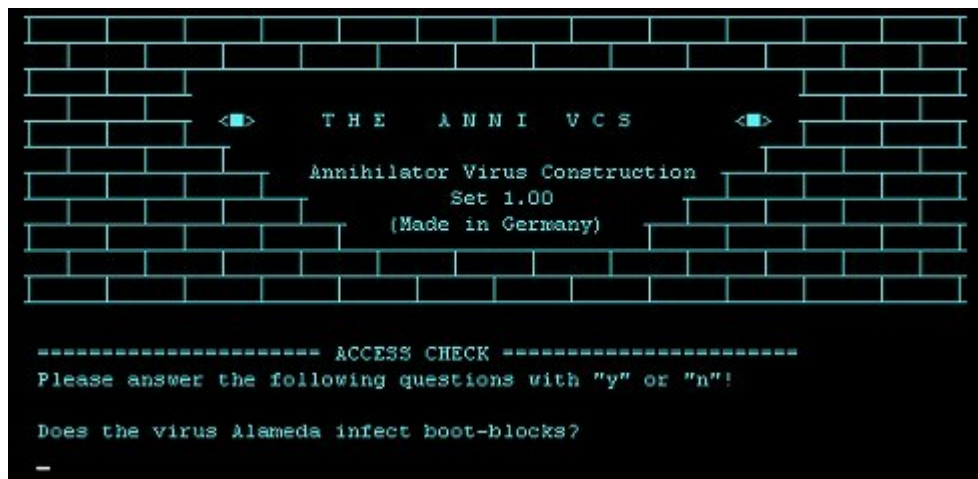 THE ANNI VCS
Annihilator Virus Construction
Set 1.00
(Made in Germany)
====================== ACCESS CHECK =======================
Please answer the following questions with "y" or "n"!
Does the virus Alameda infect boot-blocks?